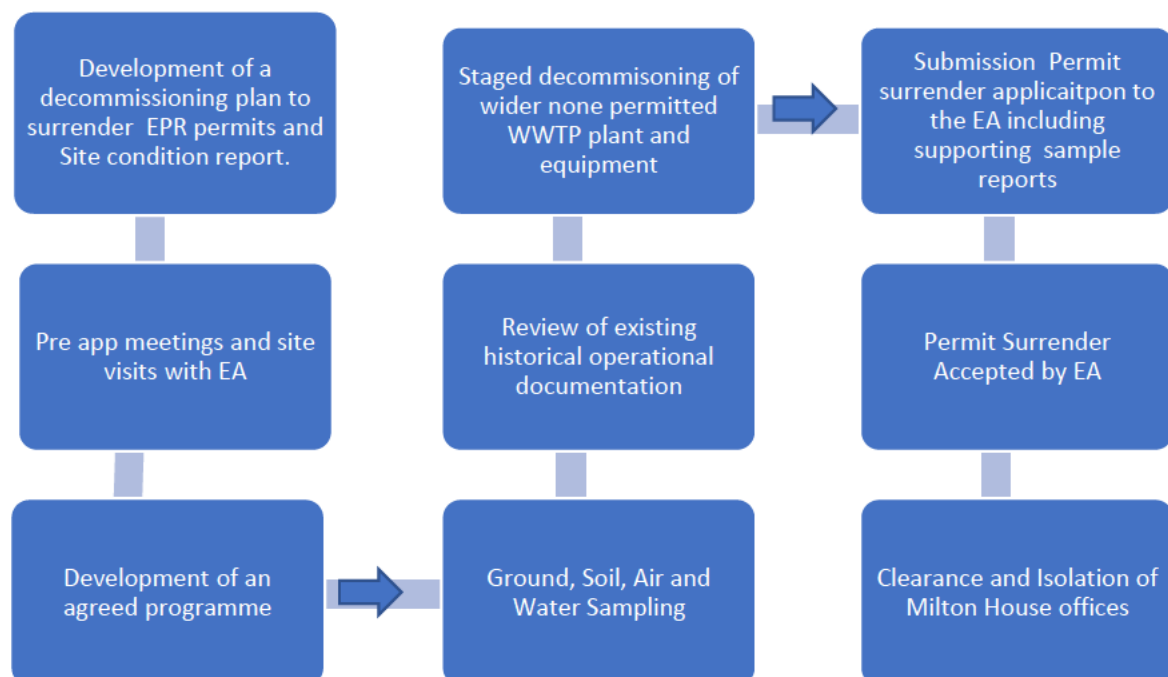 Development of a
decommissioning plan to
surrender EPR permits and
Site condition report.
Pre app meetings and site
visits with EA
Development of an
agreed programme
Ground, Soil, Air and
Water Sampling
Review of existing
historical operational
documentation
Staged decommisoning of
wider none permitted
WWTP plant and
equipment
Submission Permit
surrender applicaitpon to
the EA including
supporting sample
reports
Permit Surrender
Accepted by EA
Clearance and Isolation of
Milton House offices